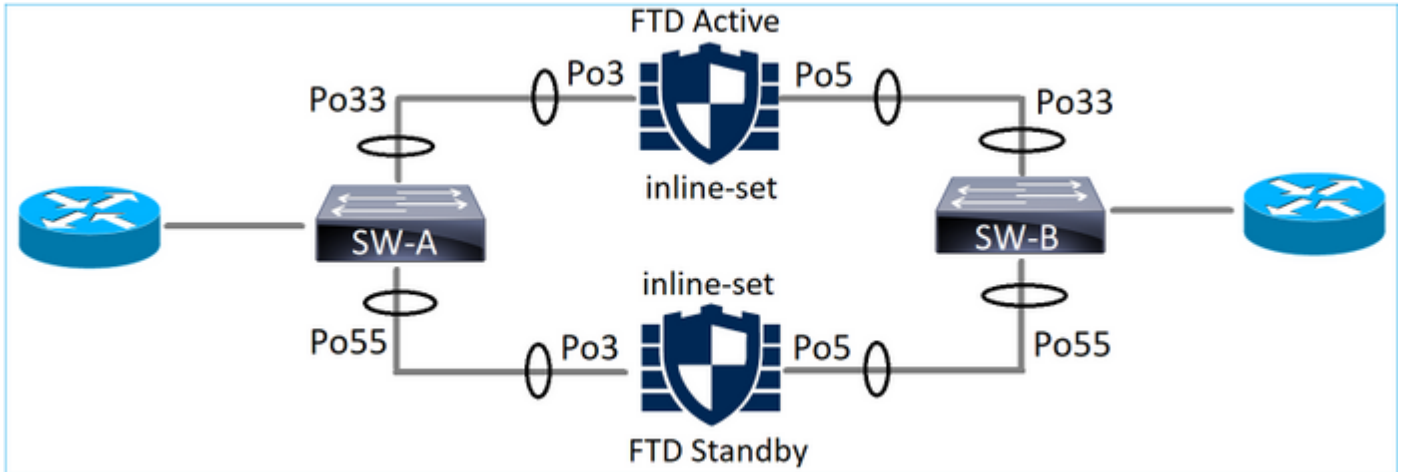 FTD Active
Po3
Po5
Po33
Po33
inline-set
SW-A
SW-B
inline-set
Po55
Po3
Po5
Po55
FTD Standby